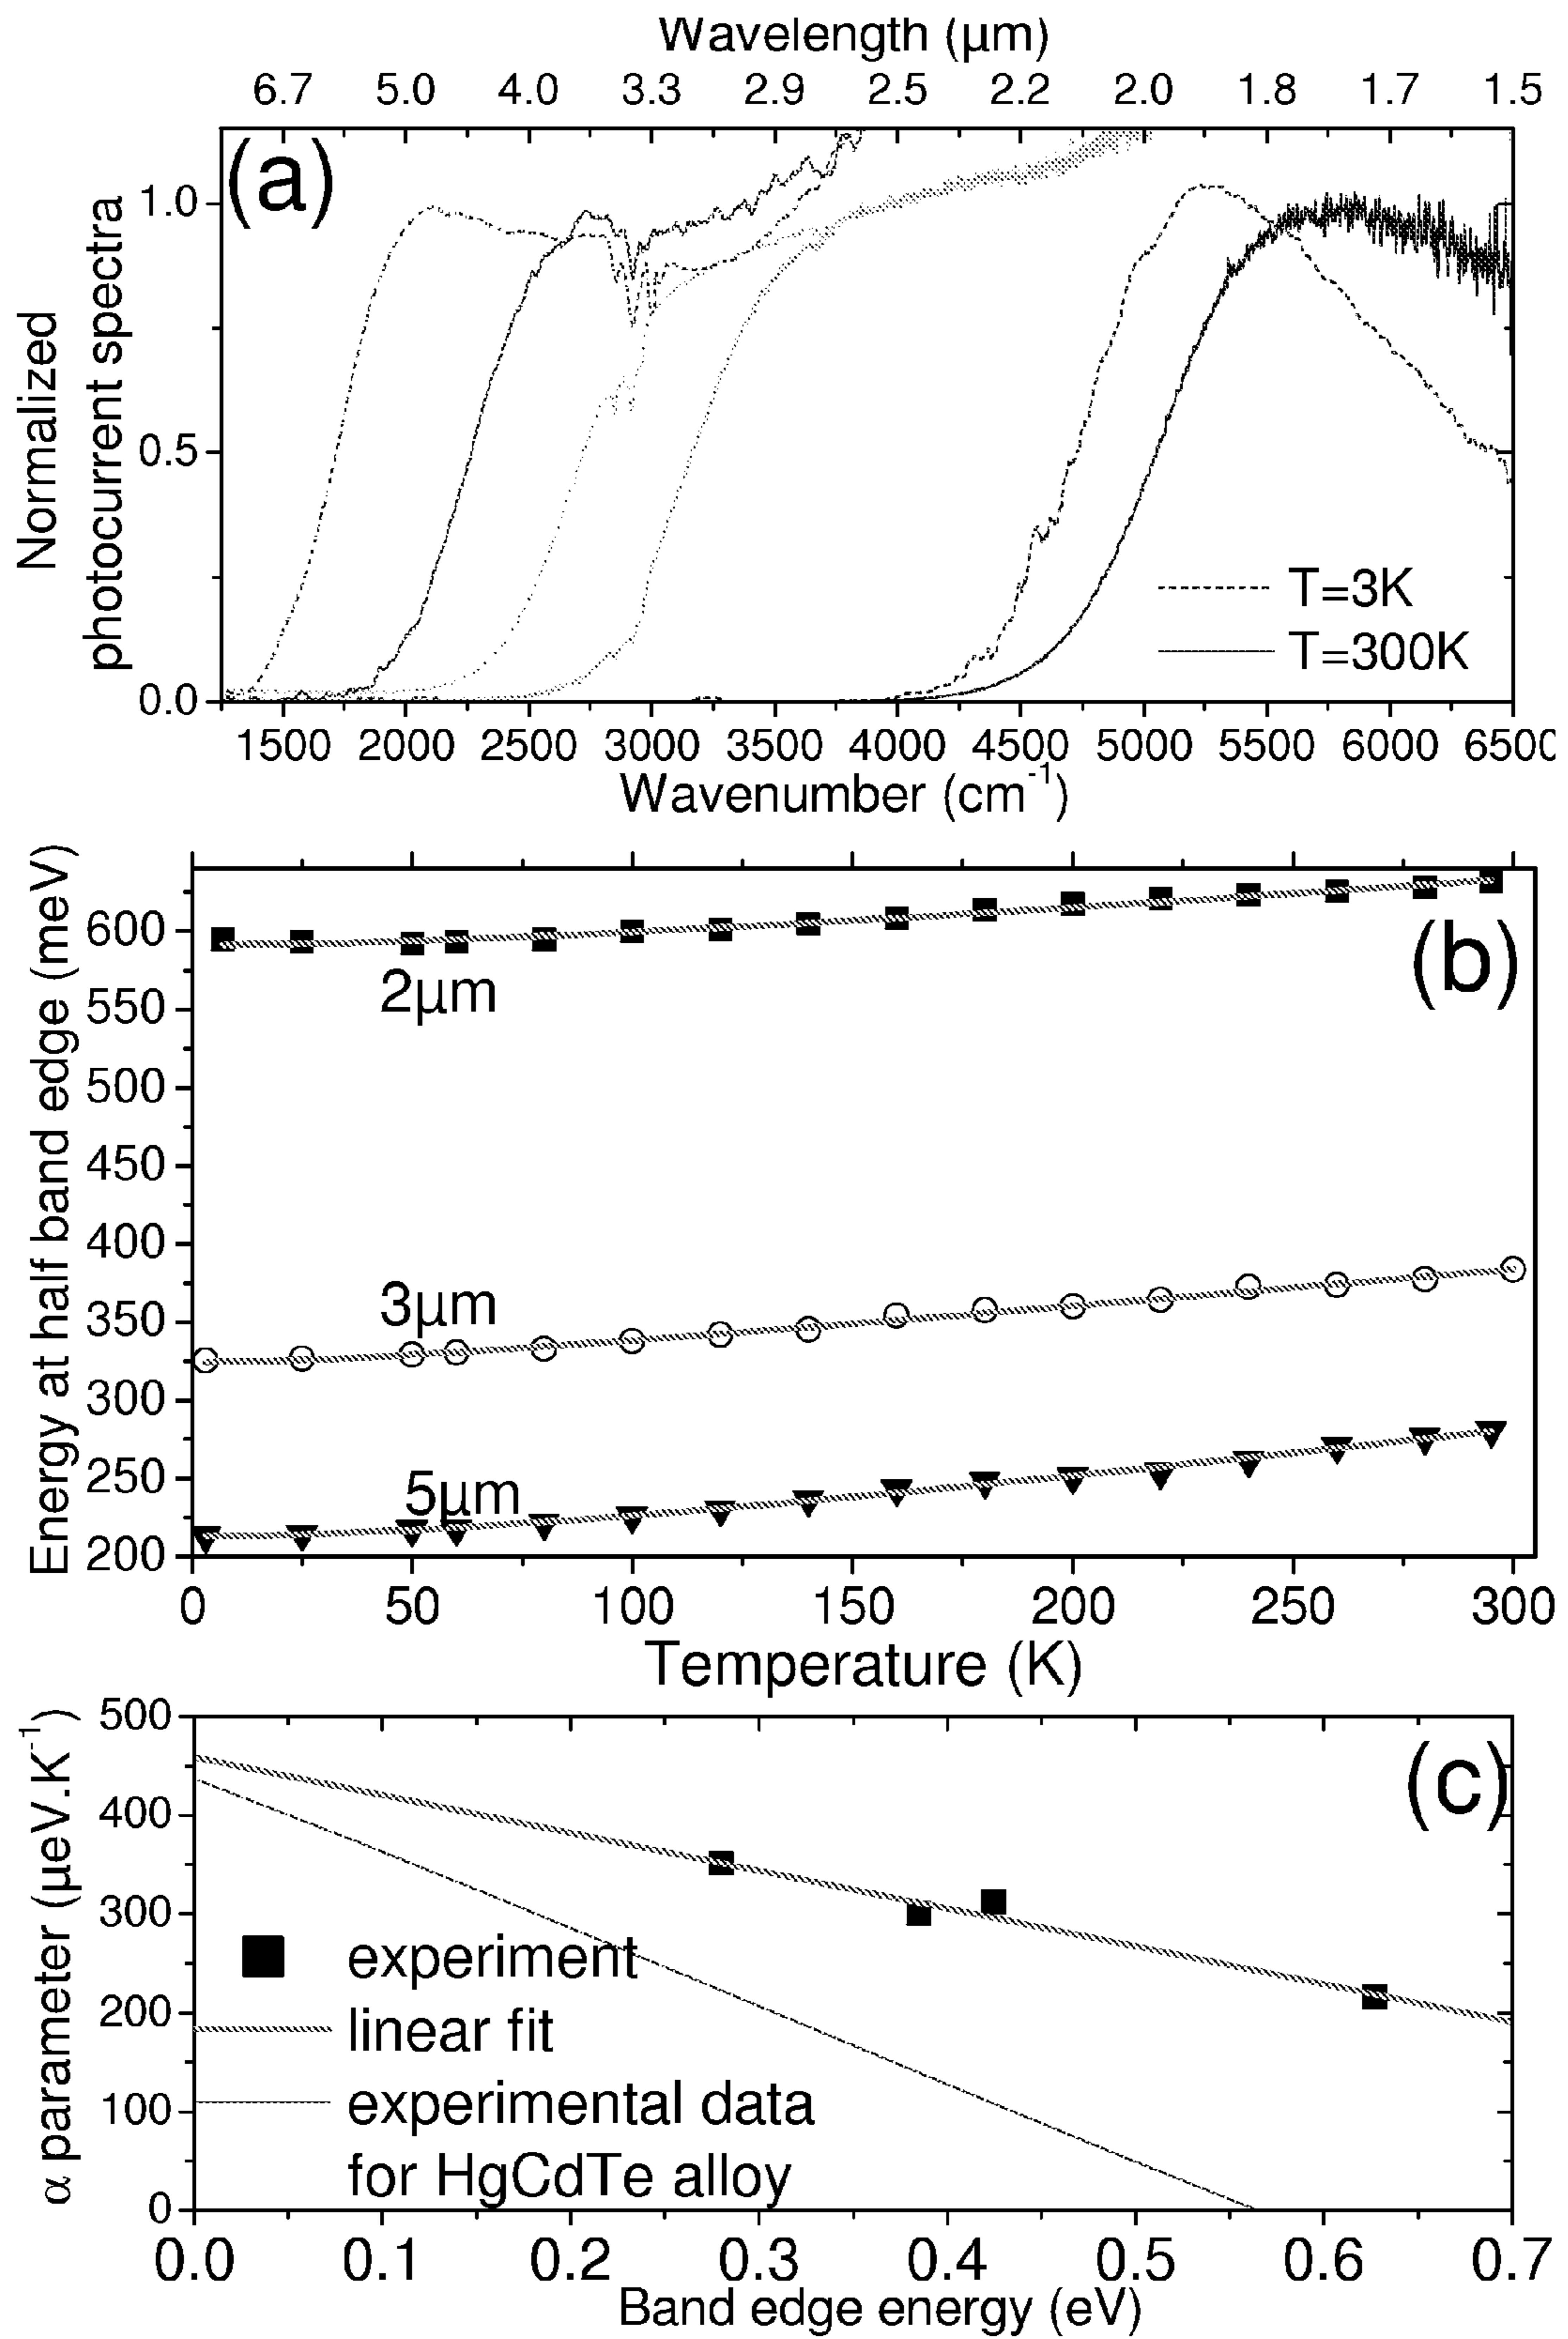 Wavelength (µm)
6.7 5.0 4.0 3.3 2.9 2.5 2.2 2.0 1.8 1.7 1.5
(a)
Normalized
photocurrent spectra
1.0
0.5
0.0
T=3K
T=300K
1500 2000 2500 3000 3500 4000 4500 5000 5500 6000 6500
Wavenumber (cm-1)
Energy at half band edge (meV)
600
550
500
450
400
350
300
250
200
(b)
2µm
3µm
5µm
0 50 100 150 200 250 300
Temperature (K)
α parameter (µeV.K-1)
500
400
300
200
100
0
(c)
experiment
linear fit
experimental data
for HgCdTe alloy
0.0 0.1 0.2 0.3 0.4 0.5 0.6 0.7
Band edge energy (eV)